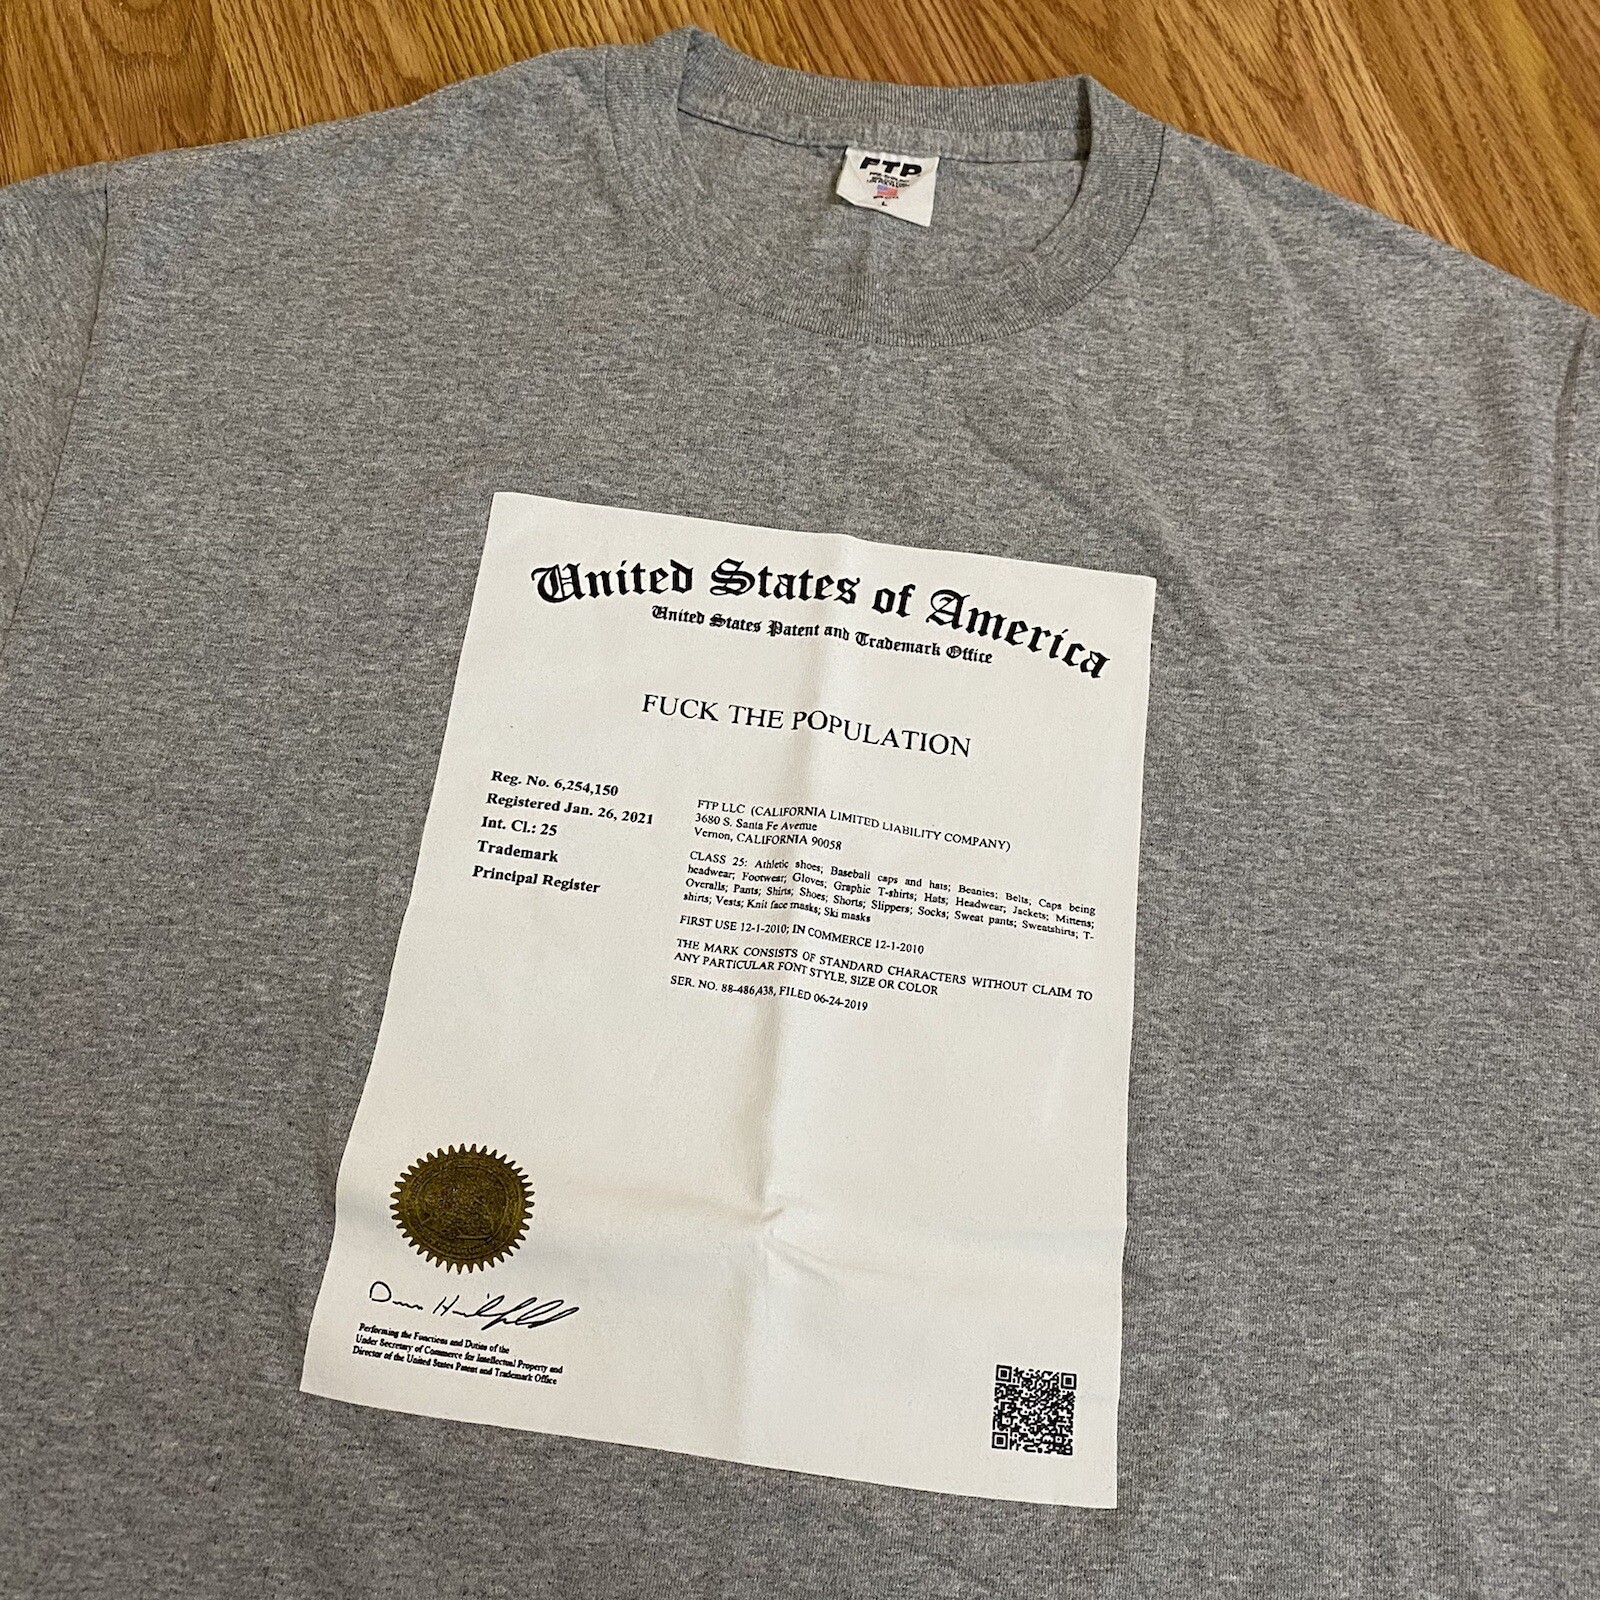 FTP
L
United States of America
United States Patent and Trademark Office
FUCK THE POPULATION
Reg. No. 6,254,150
Registered Jan. 26, 2021
Int. Cl.: 25
Trademark
Principal Register
FTP LLC (CALIFORNIA LIMITED LIABILITY COMPANY)
3680 S. Santa Fe Avenue
Vernon, CALIFORNIA 90058
CLASS 25: Athletic shoes; Baseball caps and hats; Beanies; Belts; Caps being
headwear; Footwear; Gloves; Graphic T-shirts; Hats; Headwear; Jackets; Mittens;
Overalls; Pants; Shirts; Shoes; Shorts; Slippers; Socks; Sweat pants; Sweatshirts; T-
shirts; Vests; Knit face masks; Ski masks
FIRST USE 12-1-2010; IN COMMERCE 12-1-2010
THE MARK CONSISTS OF STANDARD CHARACTERS WITHOUT CLAIM TO
ANY PARTICULAR FONT STYLE, SIZE OR COLOR
SER. NO. 88-486,438, FILED 06-24-2019
Performing the Functions and Duties of the
Under Secretary of Commerce for Intellectual Property and
Director of the United States Patent and Trademark Office